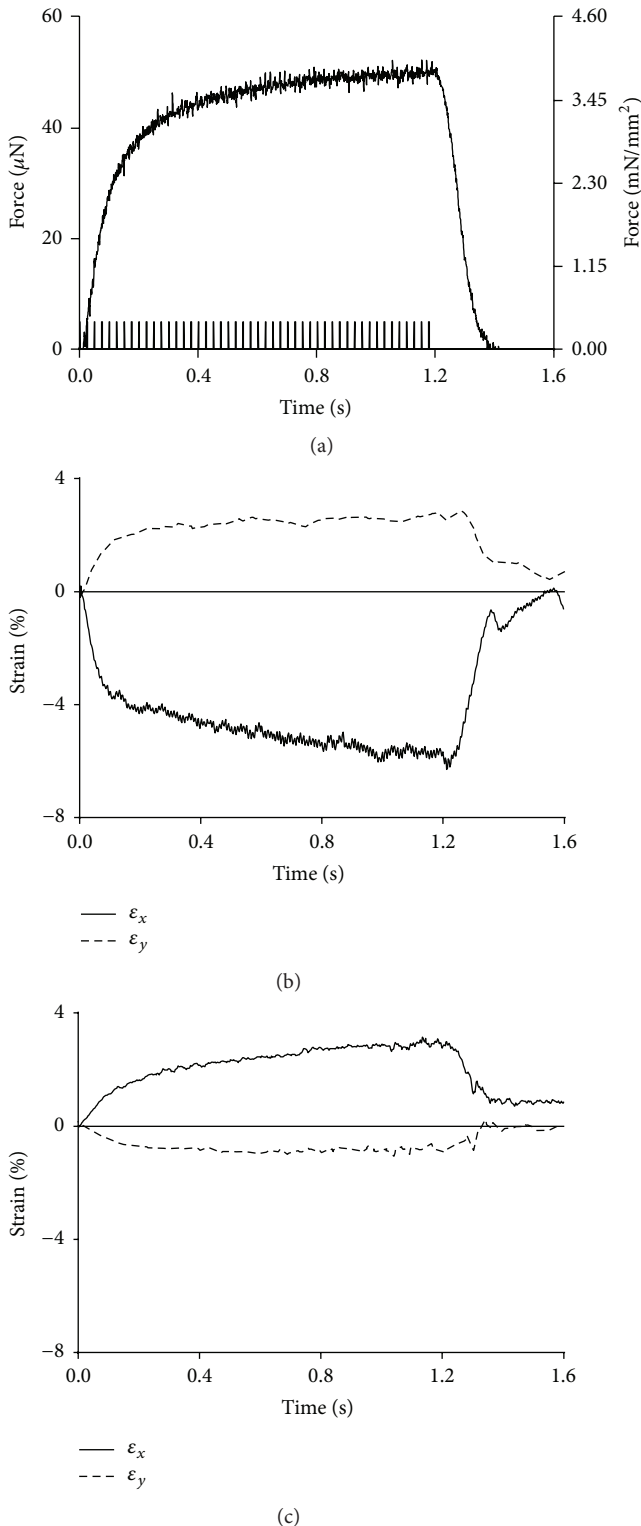 60
40
20
0
Force (μN)
4.60
3.45
2.30
1.15
0.00
Force (mN/mm²)
0.0 0.4 0.8 1.2 1.6
Time (s)
(a)
4
0
−4
−8
Strain (%)
0.0 0.4 0.8 1.2 1.6
Time (s)
εx
εy
(b)
4
0
−4
−8
Strain (%)
0.0 0.4 0.8 1.2 1.6
Time (s)
εx
εy
(c)